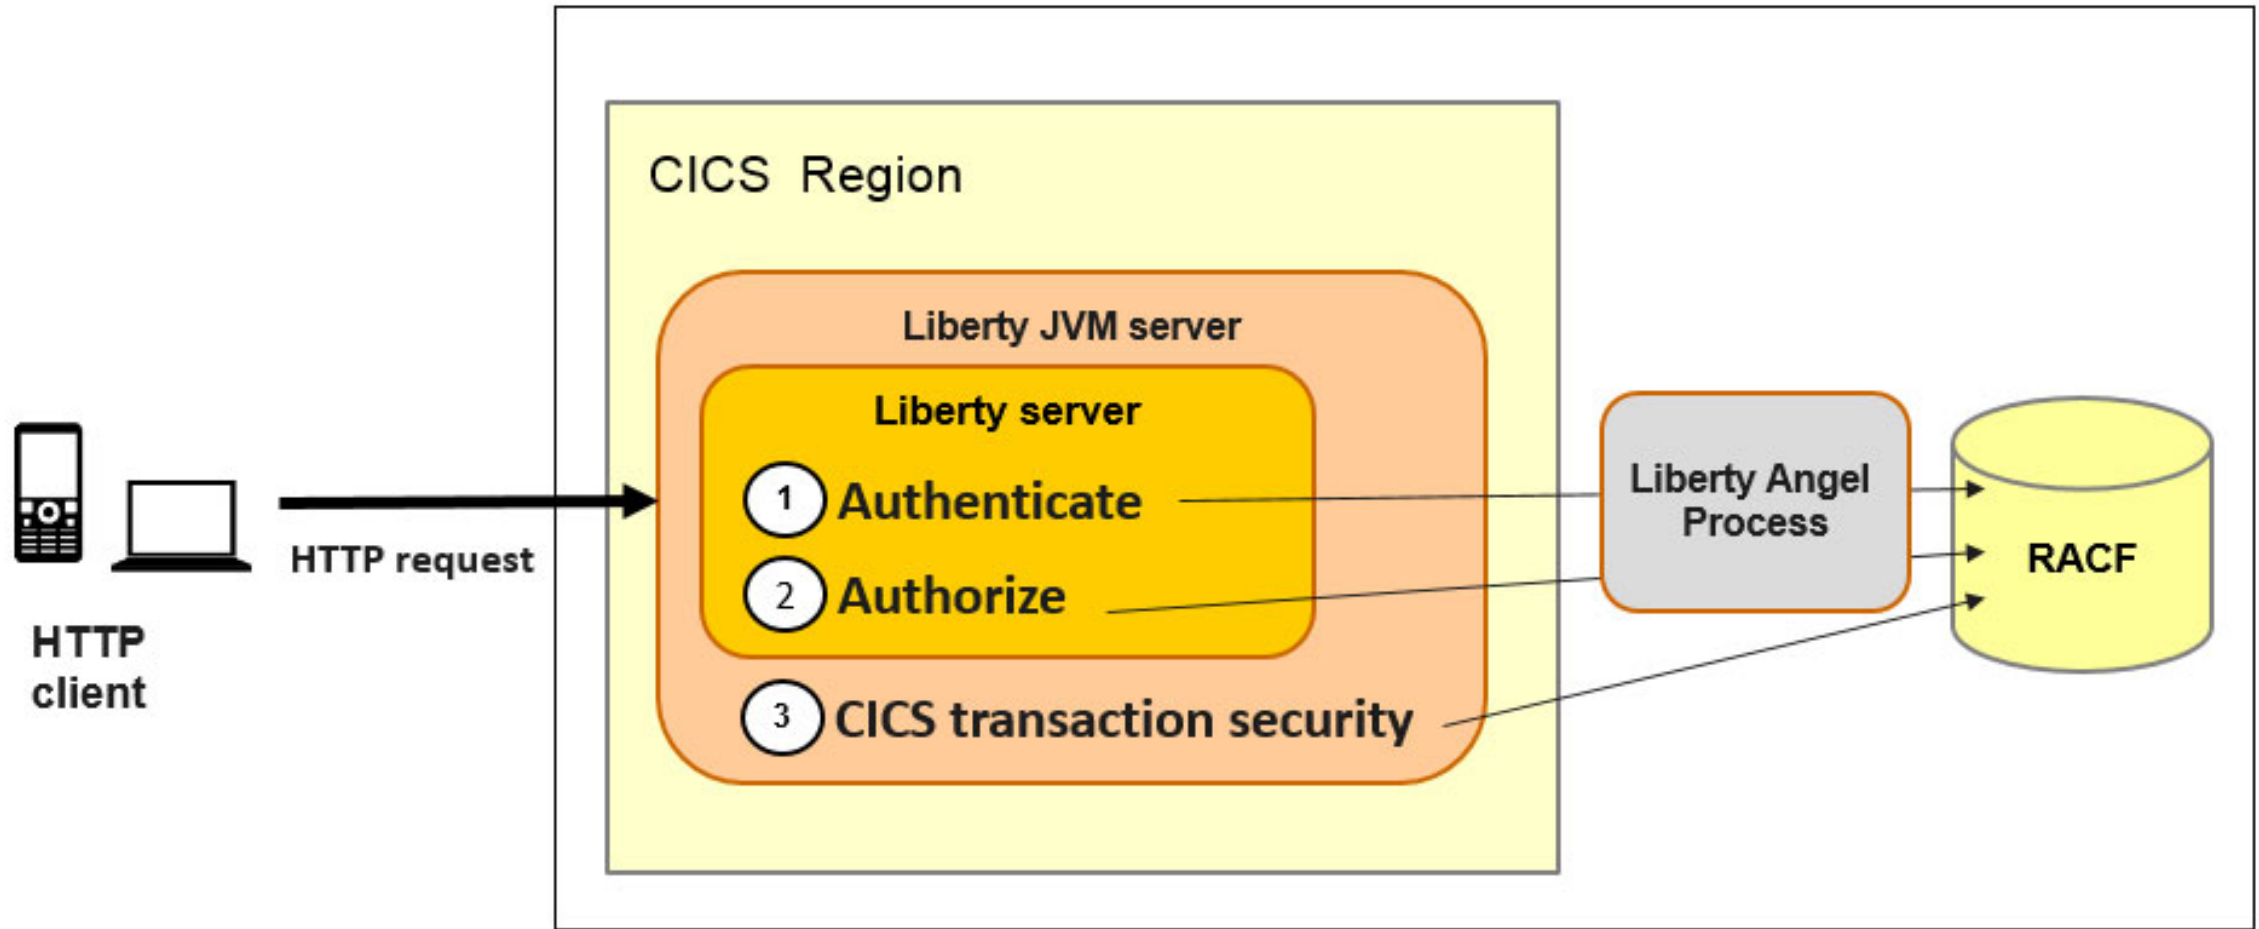 CICS Region
Liberty JVM server
Liberty server
1 Authenticate
2 Authorize
3 CICS transaction security
HTTP request
HTTP
client
Liberty Angel
Process
RACF